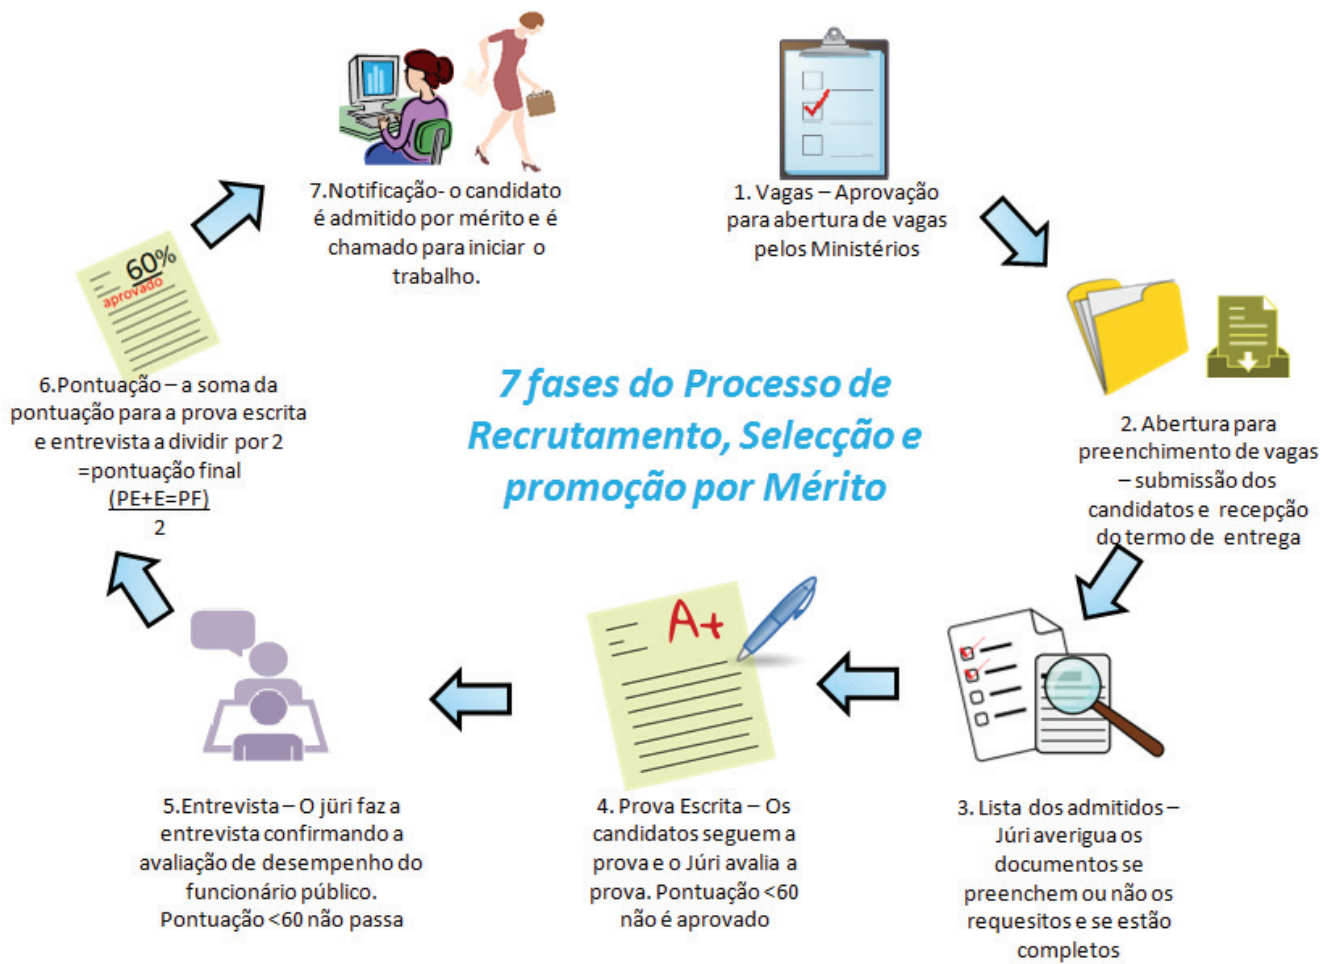 7 fases do Processo de
Recrutamento, Selecção e
promoção por Mérito
1. Vagas – Aprovação
para abertura de vagas
pelos Ministérios
2. Abertura para
preenchimento de vagas
– submissão dos
candidatos e recepção
do termo de entrega
3. Lista dos admitidos –
Júri averigua os
documentos se
preenchem ou não os
requesitos e se estão
completos
A+
4. Prova Escrita – Os
candidatos seguem a
prova e o Júri avalia a
prova. Pontuação <60
não é aprovado
5.Entrevista – O jüri faz a
entrevista confirmando a
avaliação de desempenho do
funcionário público.
Pontuação <60 não passa
60%
aprovado
6.Pontuação – a soma da
pontuação para a prova escrita
e entrevista a dividir por 2
=pontuação final
(PE+E=PF)
2
7.Notificação- o candidato
é admitido por mérito e é
chamado para iniciar o
trabalho.